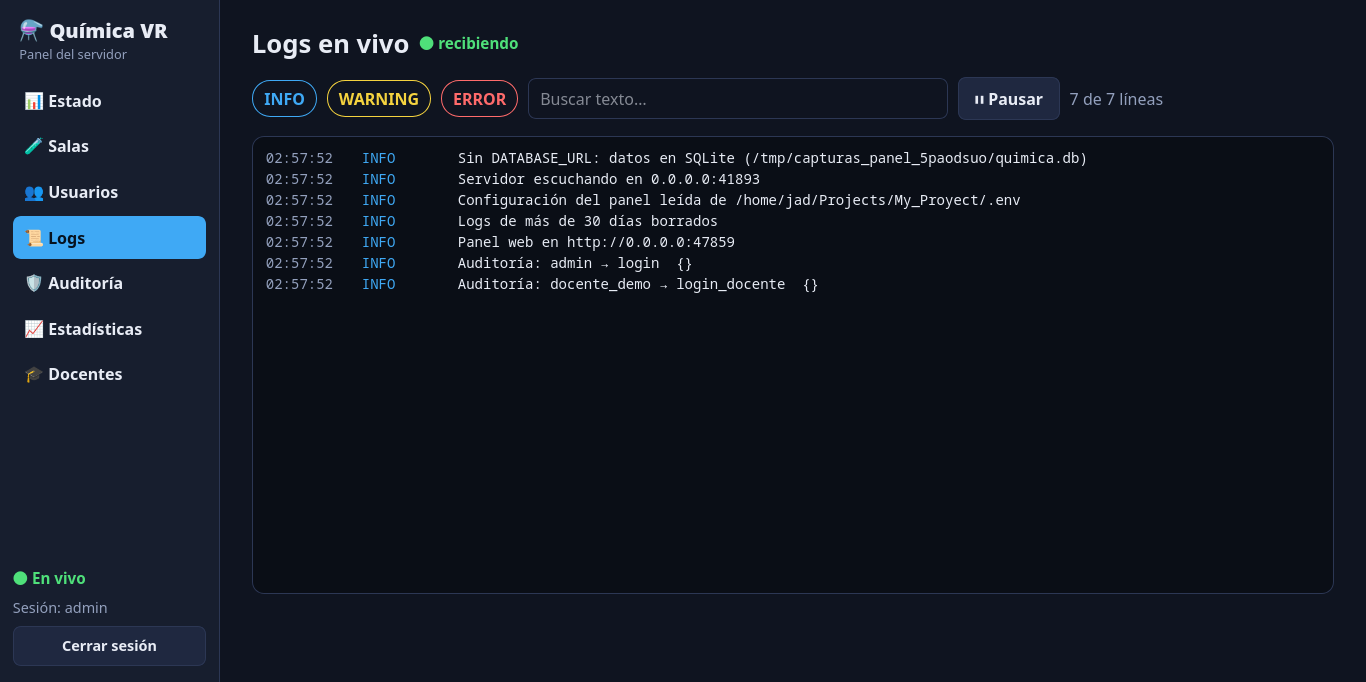 Química VR
Panel del servidor
Estado
Salas
Usuarios
Logs
Auditoría
Estadísticas
Docentes
En vivo
Sesión: admin
Cerrar sesión
Logs en vivo recibiendo
INFO WARNING ERROR Buscar texto... Pausar 7 de 7 líneas
02:57:52 INFO Sin DATABASE_URL: datos en SQLite (/tmp/capturas_panel_5paodsuo/quimica.db)
02:57:52 INFO Servidor escuchando en 0.0.0.0:41893
02:57:52 INFO Configuración del panel leída de /home/jad/Projects/My_Proyect/.env
02:57:52 INFO Logs de más de 30 días borrados
02:57:52 INFO Panel web en http://0.0.0.0:47859
02:57:52 INFO Auditoría: admin → login {}
02:57:52 INFO Auditoría: docente_demo → login_docente {}